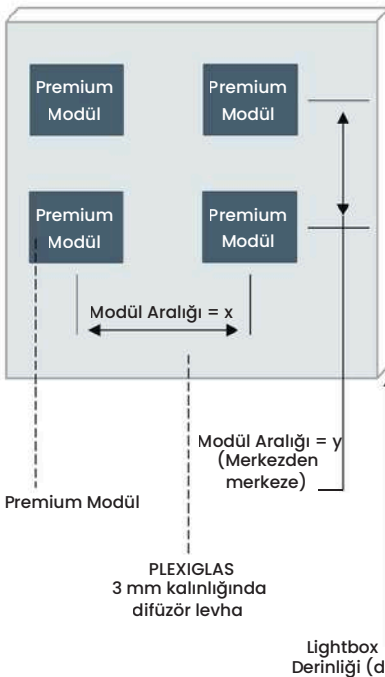 Premium
Modül
Premium
Modül
Premium
Modül
Premium
Modül
Modül Aralığı = x
Modül Aralığı = y
(Merkezden
merkeze)
Premium Modül
PLEXIGLAS
3 mm kalınlığında
difüzör levha
Lightbox
Derinliği (d